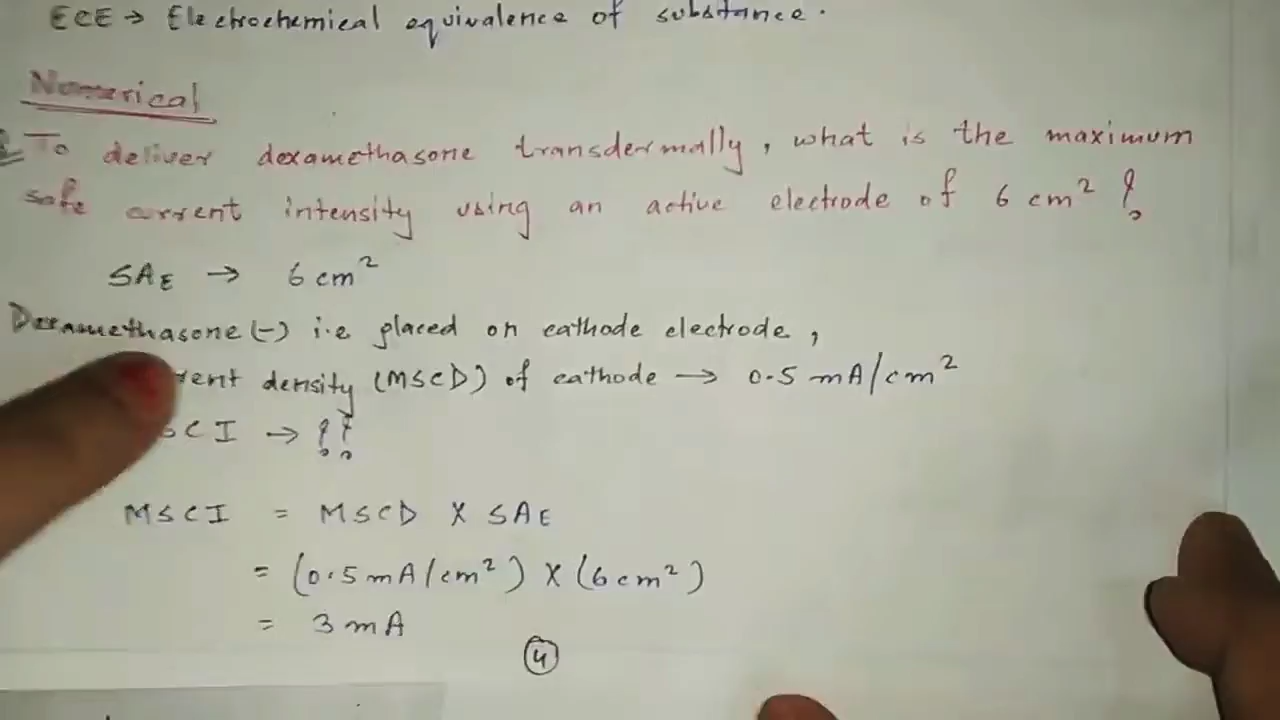 ECE → Electrochemical equivalence of substance.
Numerical
To deliver dexamethasone transdermally, what is the maximum
safe current intensity using an active electrode of 6 cm² ?
SAE → 6 cm²
Dexamethasone (-) i.e placed on cathode electrode,
rent density (MSCD) of cathode → 0.5 mA/cm²
SCI → ??
MSCI = MSCD X SAE
= (0.5 mA/cm²) X (6 cm²)
= 3 mA
4